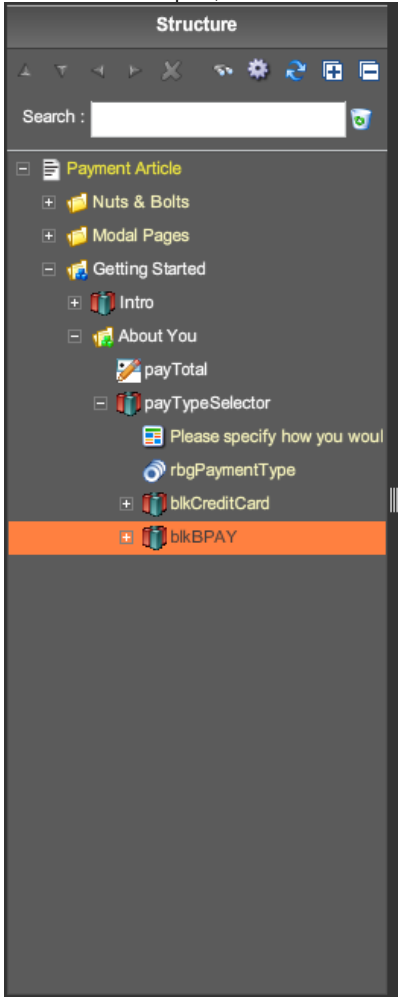 Structure
Search :
Payment Article
Nuts & Bolts
Modal Pages
Getting Started
Intro
About You
payTotal
payTypeSelector
Please specify how you woul
rbgPaymentType
blkCreditCard
blkBPAY